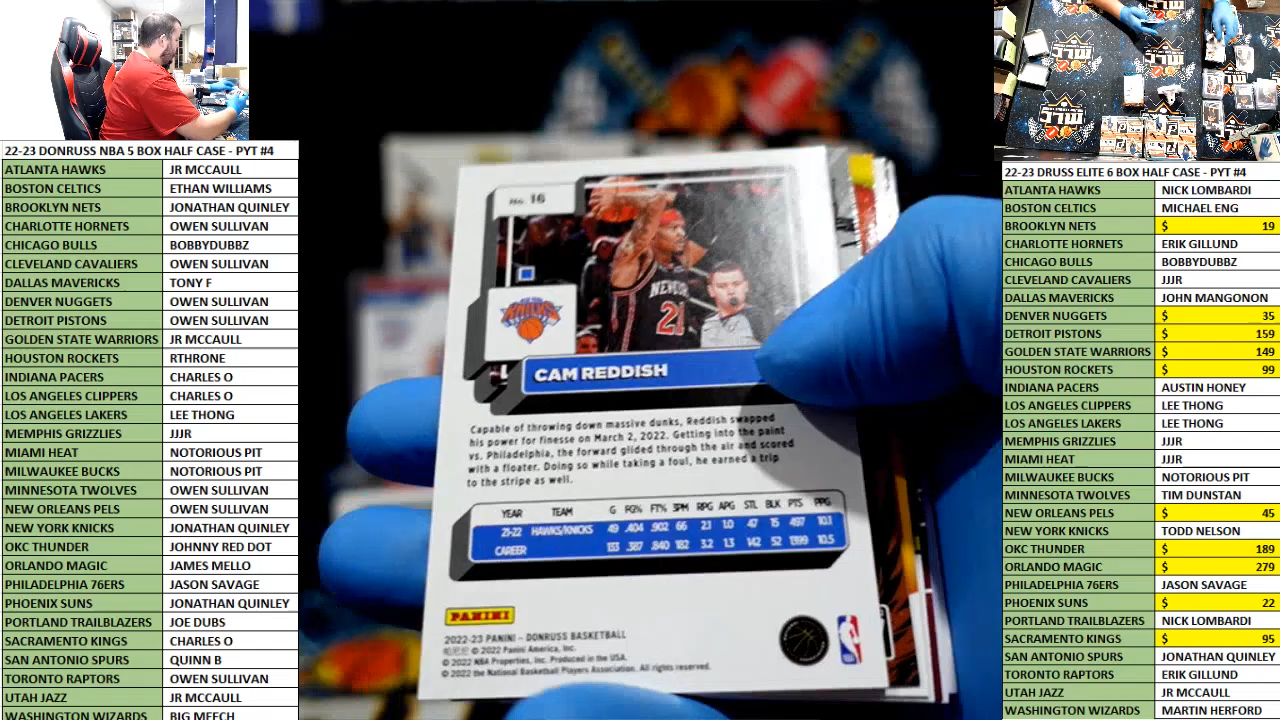 22-23 DONRUSS NBA 5 BOX HALF CASE - PYT #4
ATLANTA HAWKS JR MCCAULL
BOSTON CELTICS ETHAN WILLIAMS
BROOKLYN NETS JONATHAN QUINLEY
CHARLOTTE HORNETS OWEN SULLIVAN
CHICAGO BULLS BOBBYDUBBZ
CLEVELAND CAVALIERS OWEN SULLIVAN
DALLAS MAVERICKS TONY F
DENVER NUGGETS OWEN SULLIVAN
DETROIT PISTONS OWEN SULLIVAN
GOLDEN STATE WARRIORS JR MCCAULL
HOUSTON ROCKETS RTHRONE
INDIANA PACERS CHARLES O
LOS ANGELES CLIPPERS CHARLES O
LOS ANGELES LAKERS LEE THONG
MEMPHIS GRIZZLIES JJJR
MIAMI HEAT NOTORIOUS PIT
MILWAUKEE BUCKS NOTORIOUS PIT
MINNESOTA TWOLVES OWEN SULLIVAN
NEW ORLEANS PELS OWEN SULLIVAN
NEW YORK KNICKS JONATHAN QUINLEY
OKC THUNDER JOHNNY RED DOT
ORLANDO MAGIC JAMES MELLO
PHILADELPHIA 76ERS JASON SAVAGE
PHOENIX SUNS JONATHAN QUINLEY
PORTLAND TRAILBLAZERS JOE DUBS
SACRAMENTO KINGS CHARLES O
SAN ANTONIO SPURS QUINN B
TORONTO RAPTORS OWEN SULLIVAN
UTAH JAZZ JR MCCAULL
WASHINGTON WIZARDS BIG MEECH
No. 16
KNICKS
NEW YORK
21
CAM REDDISH
Capable of throwing down massive dunks, Reddish swapped
his power for finesse on March 2, 2022. Getting into the paint
vs. Philadelphia, the forward glided through the air and scored
with a floater. Doing so while taking a foul, he earned a trip
to the stripe as well.
YEAR TEAM G FG% FT% 3PM RPG APG STL BLK PTS PPG
21-22 HAWKS/KNICKS 49 .404 .902 66 2.1 1.0 47 15 497 10.1
CAREER 133 .387 .840 182 3.2 1.3 142 52 1399 10.5
PANINI
2022-23 PANINI - DONRUSS BASKETBALL
© 2022 Panini America, Inc.
© 2022 NBA Properties, Inc. Produced in the USA.
© 2022 the National Basketball Players Association. All rights reserved.
NBA
22-23 DRUSS ELITE 6 BOX HALF CASE - PYT #4
ATLANTA HAWKS NICK LOMBARDI
BOSTON CELTICS MICHAEL ENG
BROOKLYN NETS $ 19
CHARLOTTE HORNETS ERIK GILLUND
CHICAGO BULLS BOBBYDUBBZ
CLEVELAND CAVALIERS JJJR
DALLAS MAVERICKS JOHN MANGONON
DENVER NUGGETS $ 35
DETROIT PISTONS $ 159
GOLDEN STATE WARRIORS $ 149
HOUSTON ROCKETS $ 99
INDIANA PACERS AUSTIN HONEY
LOS ANGELES CLIPPERS LEE THONG
LOS ANGELES LAKERS LEE THONG
MEMPHIS GRIZZLIES JJJR
MIAMI HEAT JJJR
MILWAUKEE BUCKS NOTORIOUS PIT
MINNESOTA TWOLVES TIM DUNSTAN
NEW ORLEANS PELS $ 45
NEW YORK KNICKS TODD NELSON
OKC THUNDER $ 189
ORLANDO MAGIC $ 279
PHILADELPHIA 76ERS JASON SAVAGE
PHOENIX SUNS $ 22
PORTLAND TRAILBLAZERS NICK LOMBARDI
SACRAMENTO KINGS $ 95
SAN ANTONIO SPURS JONATHAN QUINLEY
TORONTO RAPTORS ERIK GILLUND
UTAH JAZZ JR MCCAULL
WASHINGTON WIZARDS MARTIN HERFORD